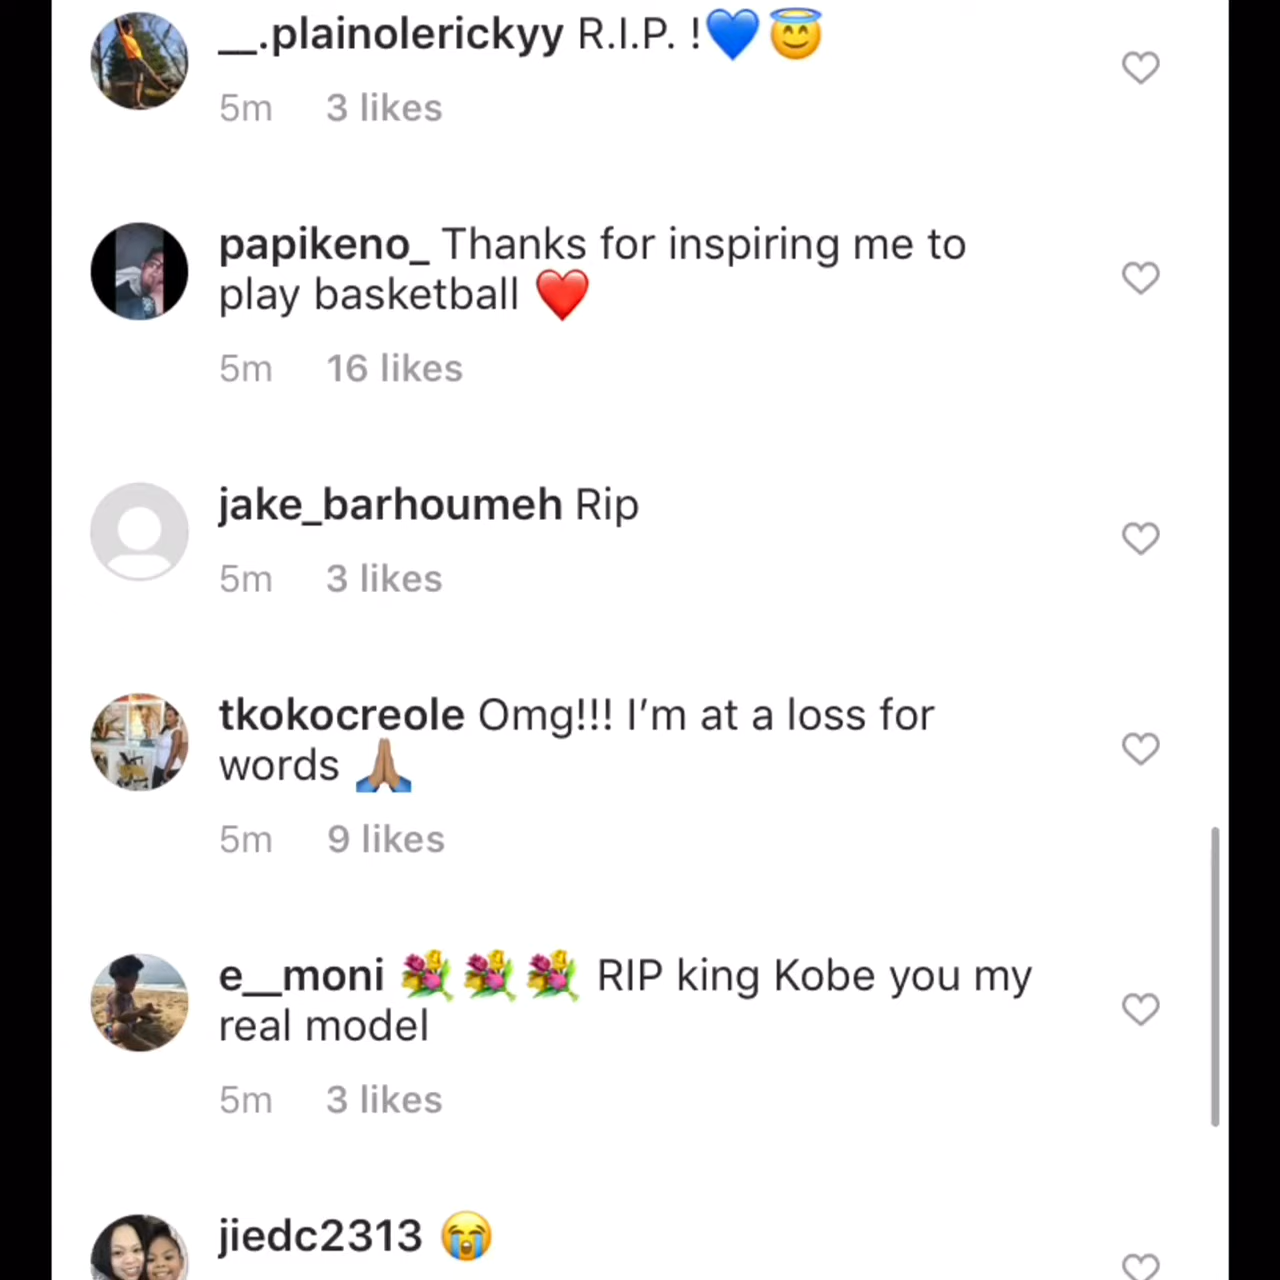 __.plainolerickyy R.I.P. !💙😇
5m 3 likes
papikeno_ Thanks for inspiring me to
play basketball ❤️
5m 16 likes
jake_barhoumeh Rip
5m 3 likes
tkokocreole Omg!!! I’m at a loss for
words 🙏🏽
5m 9 likes
e__moni 💐💐💐 RIP king Kobe you my
real model
5m 3 likes
jiedc2313 😭